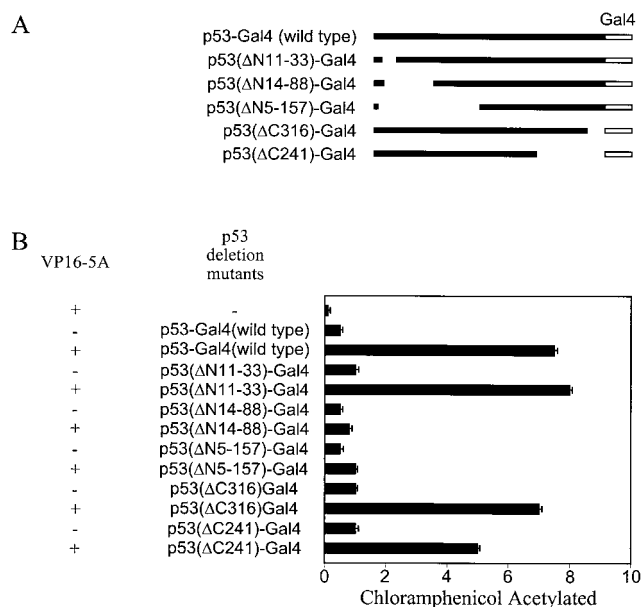 A
Gal4
p53-Gal4 (wild type)
p53(ΔN11-33)-Gal4
p53(ΔN14-88)-Gal4
p53(ΔN5-157)-Gal4
p53(ΔC316)-Gal4
p53(ΔC241)-Gal4
B
VP16-5A
p53
deletion
mutants
+ -
- p53-Gal4(wild type)
+ p53-Gal4(wild type)
- p53(ΔN11-33)-Gal4
+ p53(ΔN11-33)-Gal4
- p53(ΔN14-88)-Gal4
+ p53(ΔN14-88)-Gal4
- p53(ΔN5-157)-Gal4
+ p53(ΔN5-157)-Gal4
- p53(ΔC316)Gal4
+ p53(ΔC316)Gal4
- p53(ΔC241)-Gal4
+ p53(ΔC241)-Gal4
0 2 4 6 8 10
Chloramphenicol Acetylated